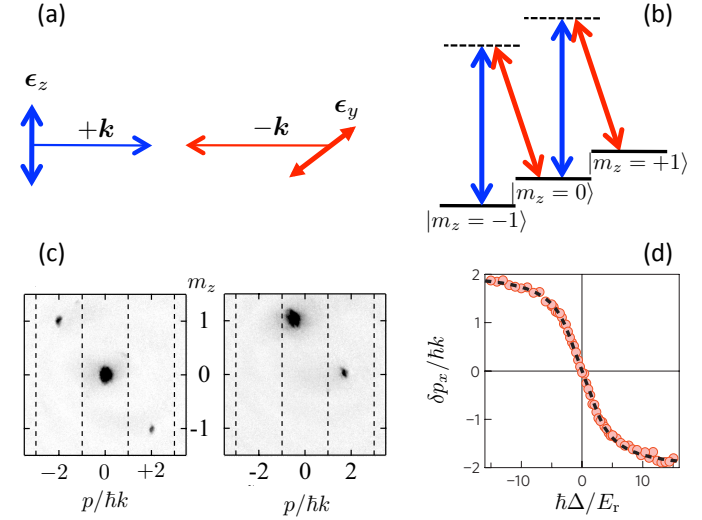 (a)
(b)
ϵz
+k
−k
ϵy
|mz = −1⟩
|mz = 0⟩
|mz = +1⟩
(c)
mz
(d)
1
0
-1
−2
0
+2
p/ħk
-2
0
2
p/ħk
2
1
0
-1
-2
−10
0
10
δpx/ħk
ħΔ/Er